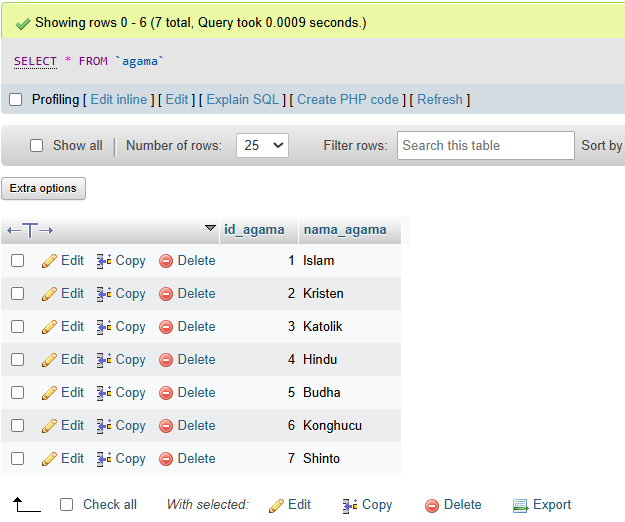 Showing rows 0 - 6 (7 total, Query took 0.0009 seconds.)
SELECT * FROM `agama`
Profiling [ Edit inline ] [ Edit ] [ Explain SQL ] [ Create PHP code ] [ Refresh ]
Show all Number of rows: 25 Filter rows: Search this table Sort by
Extra options
id_agama nama_agama
Edit Copy Delete 1 Islam
Edit Copy Delete 2 Kristen
Edit Copy Delete 3 Katolik
Edit Copy Delete 4 Hindu
Edit Copy Delete 5 Budha
Edit Copy Delete 6 Konghucu
Edit Copy Delete 7 Shinto
Check all With selected: Edit Copy Delete Export